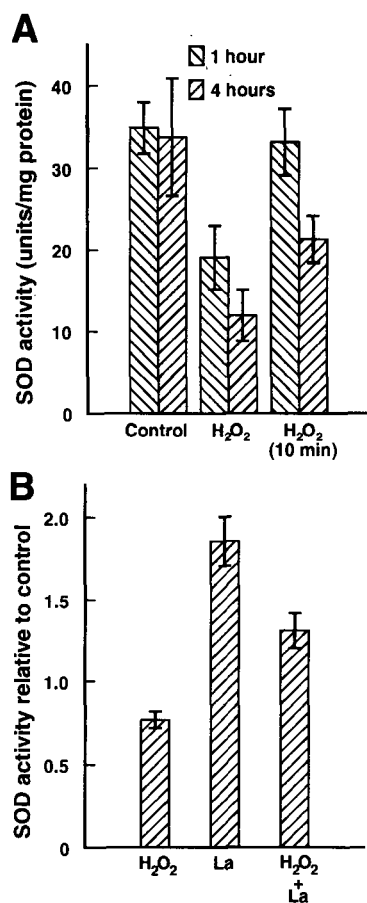 A
1 hour
4 hours
SOD activity (units/mg protein)
40
30
20
10
0
Control H₂O₂ H₂O₂
(10 min)
B
SOD activity relative to control
2.0
1.5
1.0
0.5
0
H₂O₂ La H₂O₂
+
La